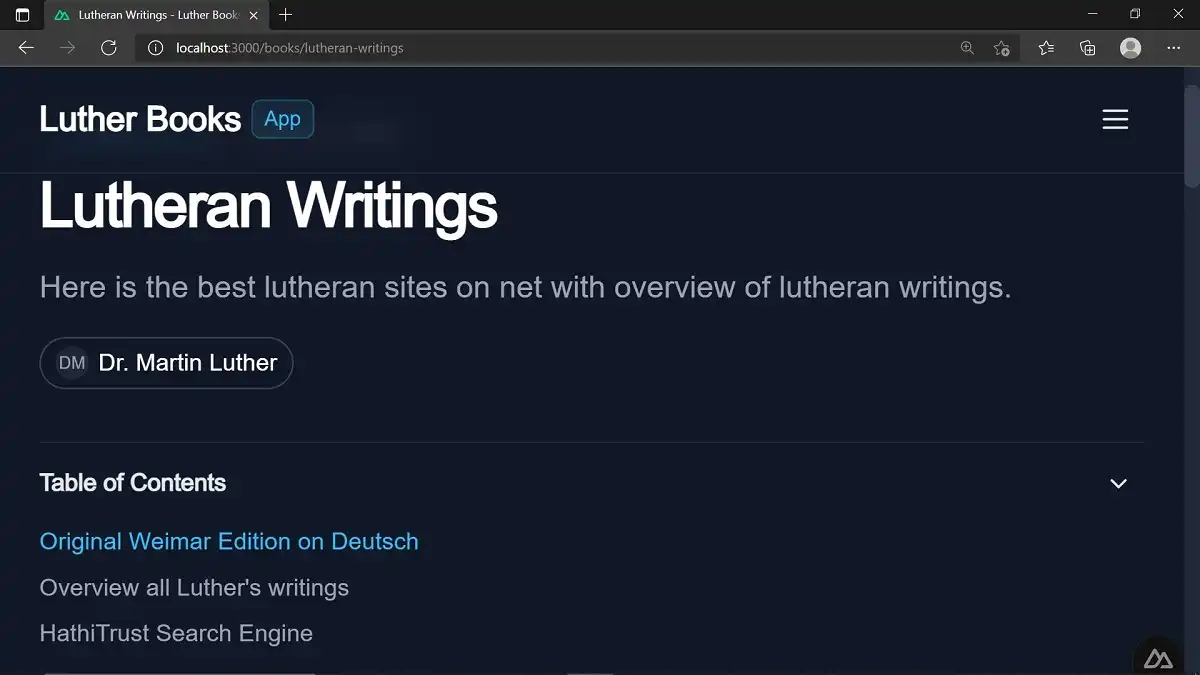 Lutheran Writings - Luther Book
localhost:3000/books/lutheran-writings
Luther Books App
Lutheran Writings
Here is the best lutheran sites on net with overview of lutheran writings.
DM Dr. Martin Luther
Table of Contents
Original Weimar Edition on Deutsch
Overview all Luther's writings
HathiTrust Search Engine